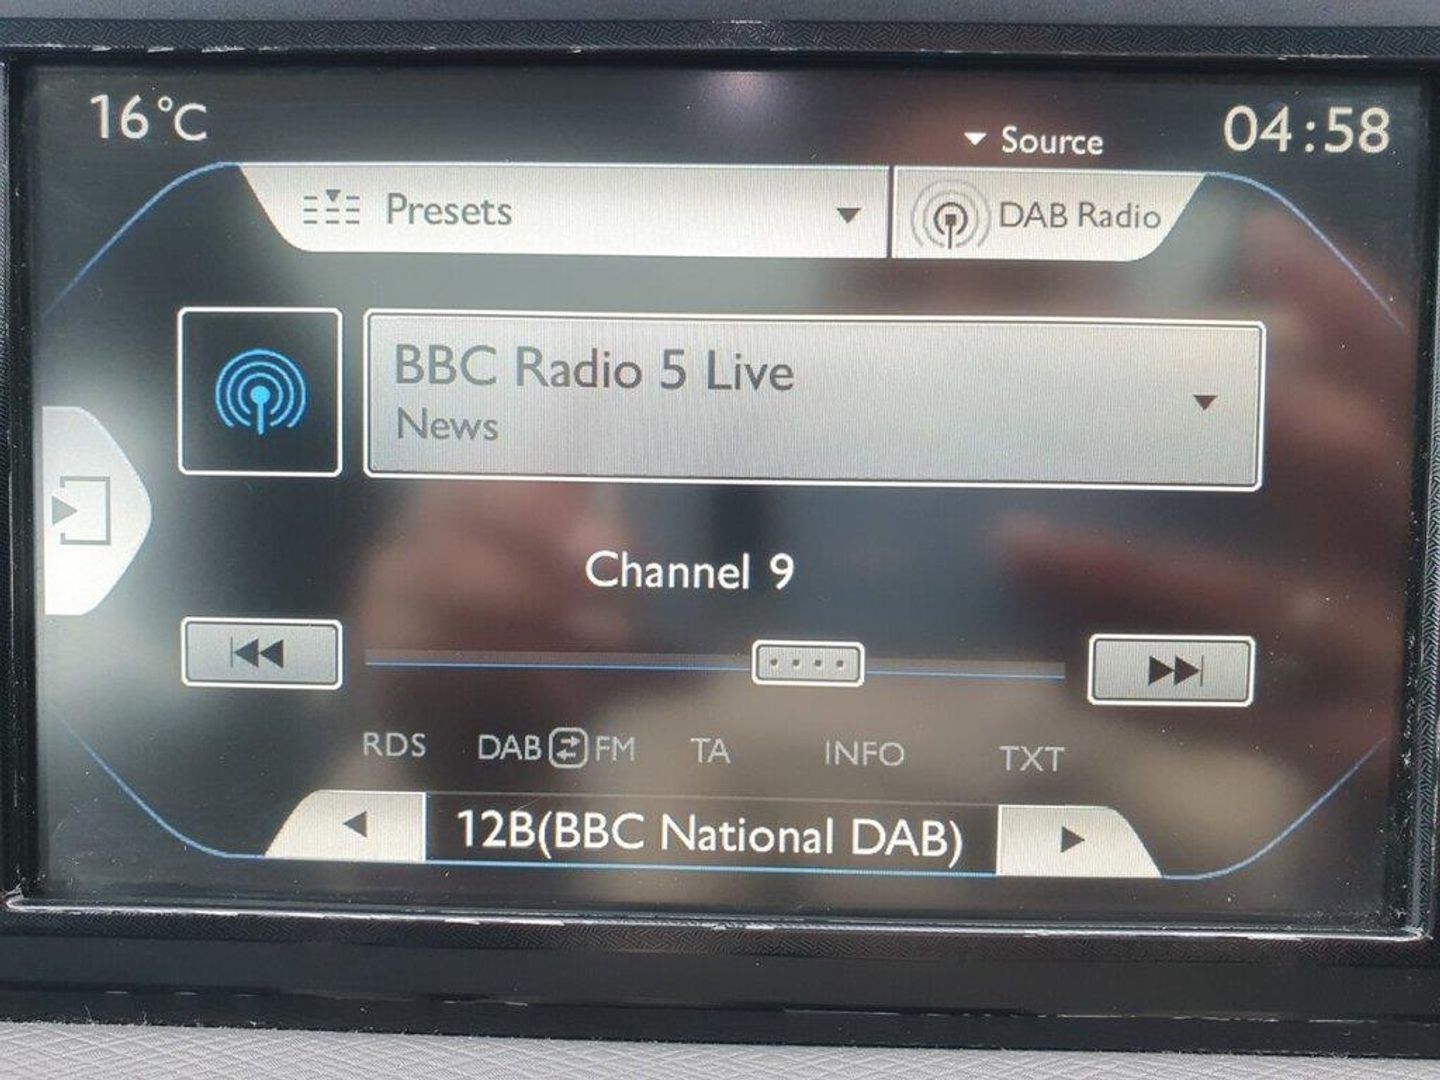 16°C
Source
04:58
Presets
DAB Radio
BBC Radio 5 Live
News
Channel 9
RDS
DAB FM
TA
INFO
TXT
12B(BBC National DAB)